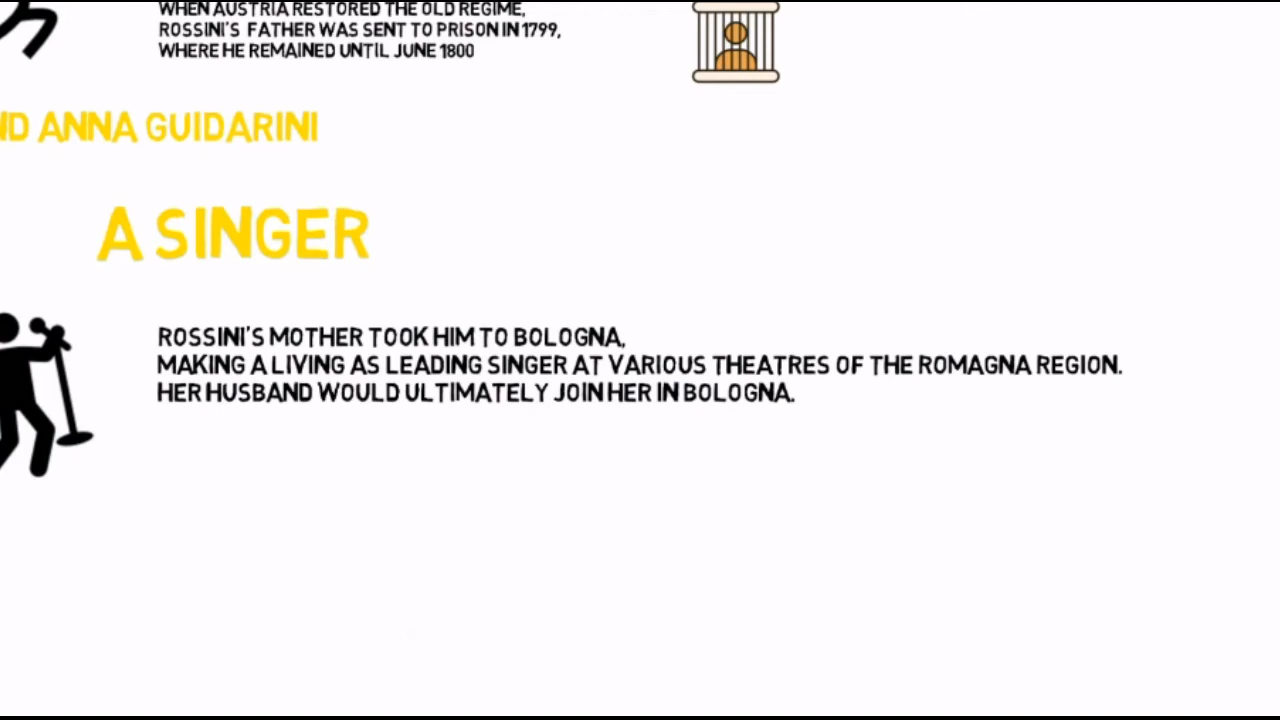 WHEN AUSTRIA RESTORED THE OLD REGIME,
ROSSINI'S FATHER WAS SENT TO PRISON IN 1799,
WHERE HE REMAINED UNTIL JUNE 1800
ANNA GUIDARINI
A SINGER
ROSSINI'S MOTHER TOOK HIM TO BOLOGNA,
MAKING A LIVING AS LEADING SINGER AT VARIOUS THEATRES OF THE ROMAGNA REGION.
HER HUSBAND WOULD ULTIMATELY JOIN HER IN BOLOGNA.